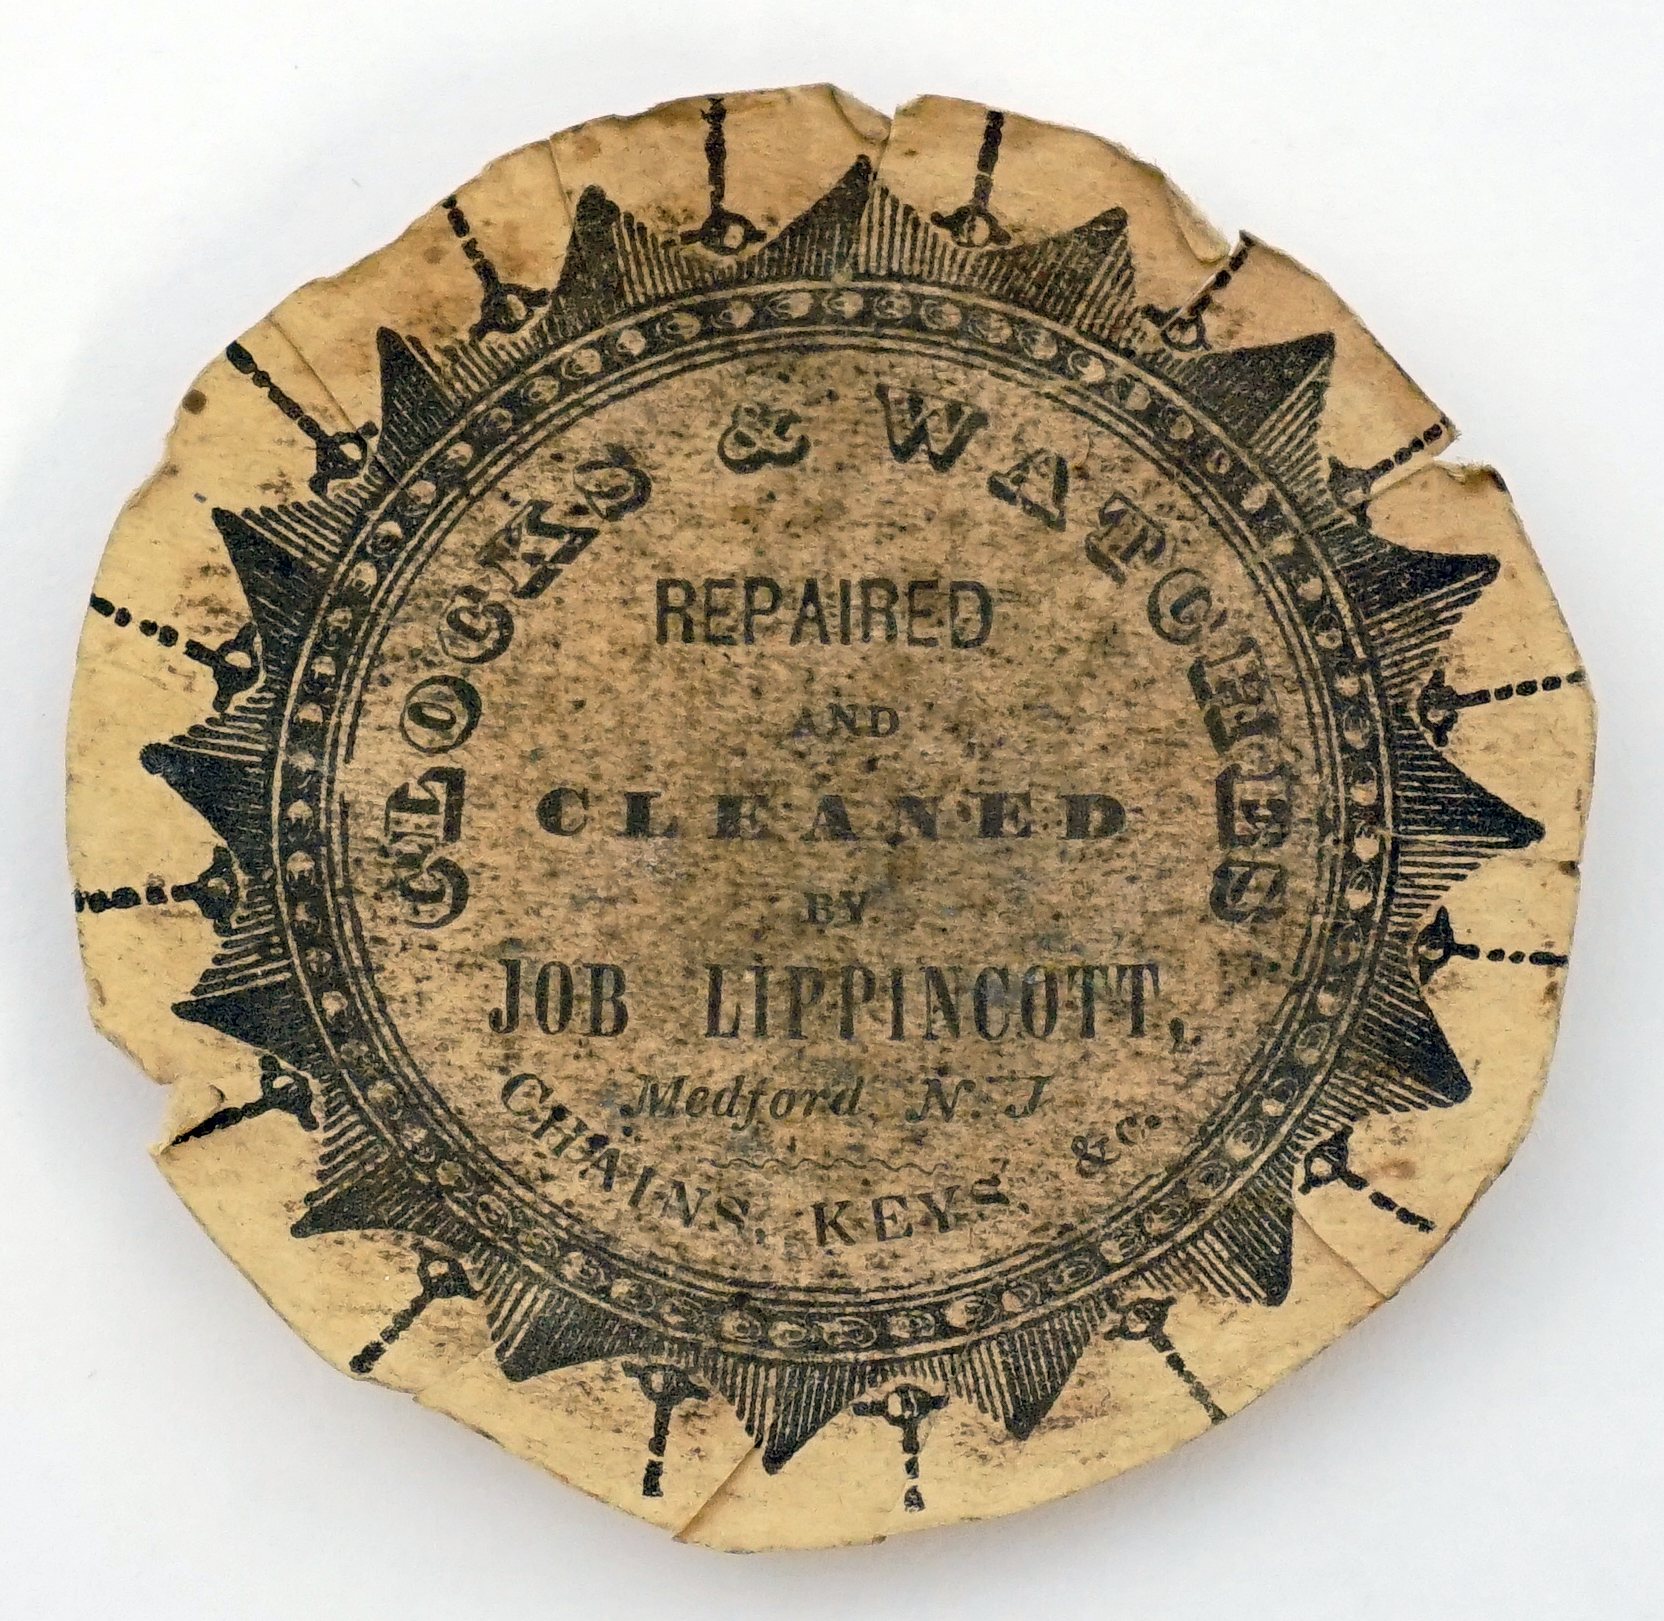 CLOCKS & WATCHES
REPAIRED
AND
CLEANED
BY
JOB LIPPINCOTT,
Medford, N. J
CHAINS, KEYS, &c.